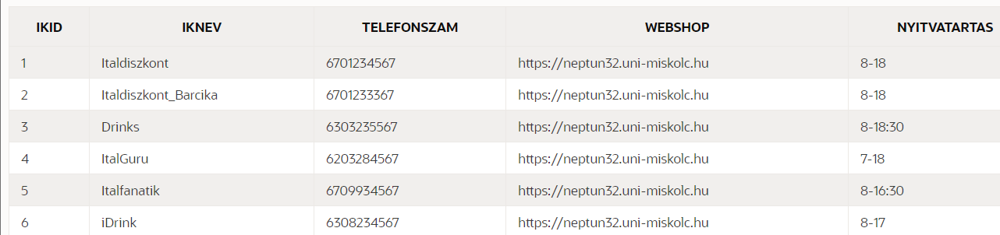 IKID IKNEV TELEFONSZAM WEBSHOP NYITVATARTAS
1 Italdiszkont 6701234567 https://neptun32.uni-miskolc.hu 8-18
2 Italdiszkont_Barcika 6701233367 https://neptun32.uni-miskolc.hu 8-18
3 Drinks 6303235567 https://neptun32.uni-miskolc.hu 8-18:30
4 ItalGuru 6203284567 https://neptun32.uni-miskolc.hu 7-18
5 Italfanatik 6709934567 https://neptun32.uni-miskolc.hu 8-16:30
6 iDrink 6308234567 https://neptun32.uni-miskolc.hu 8-17